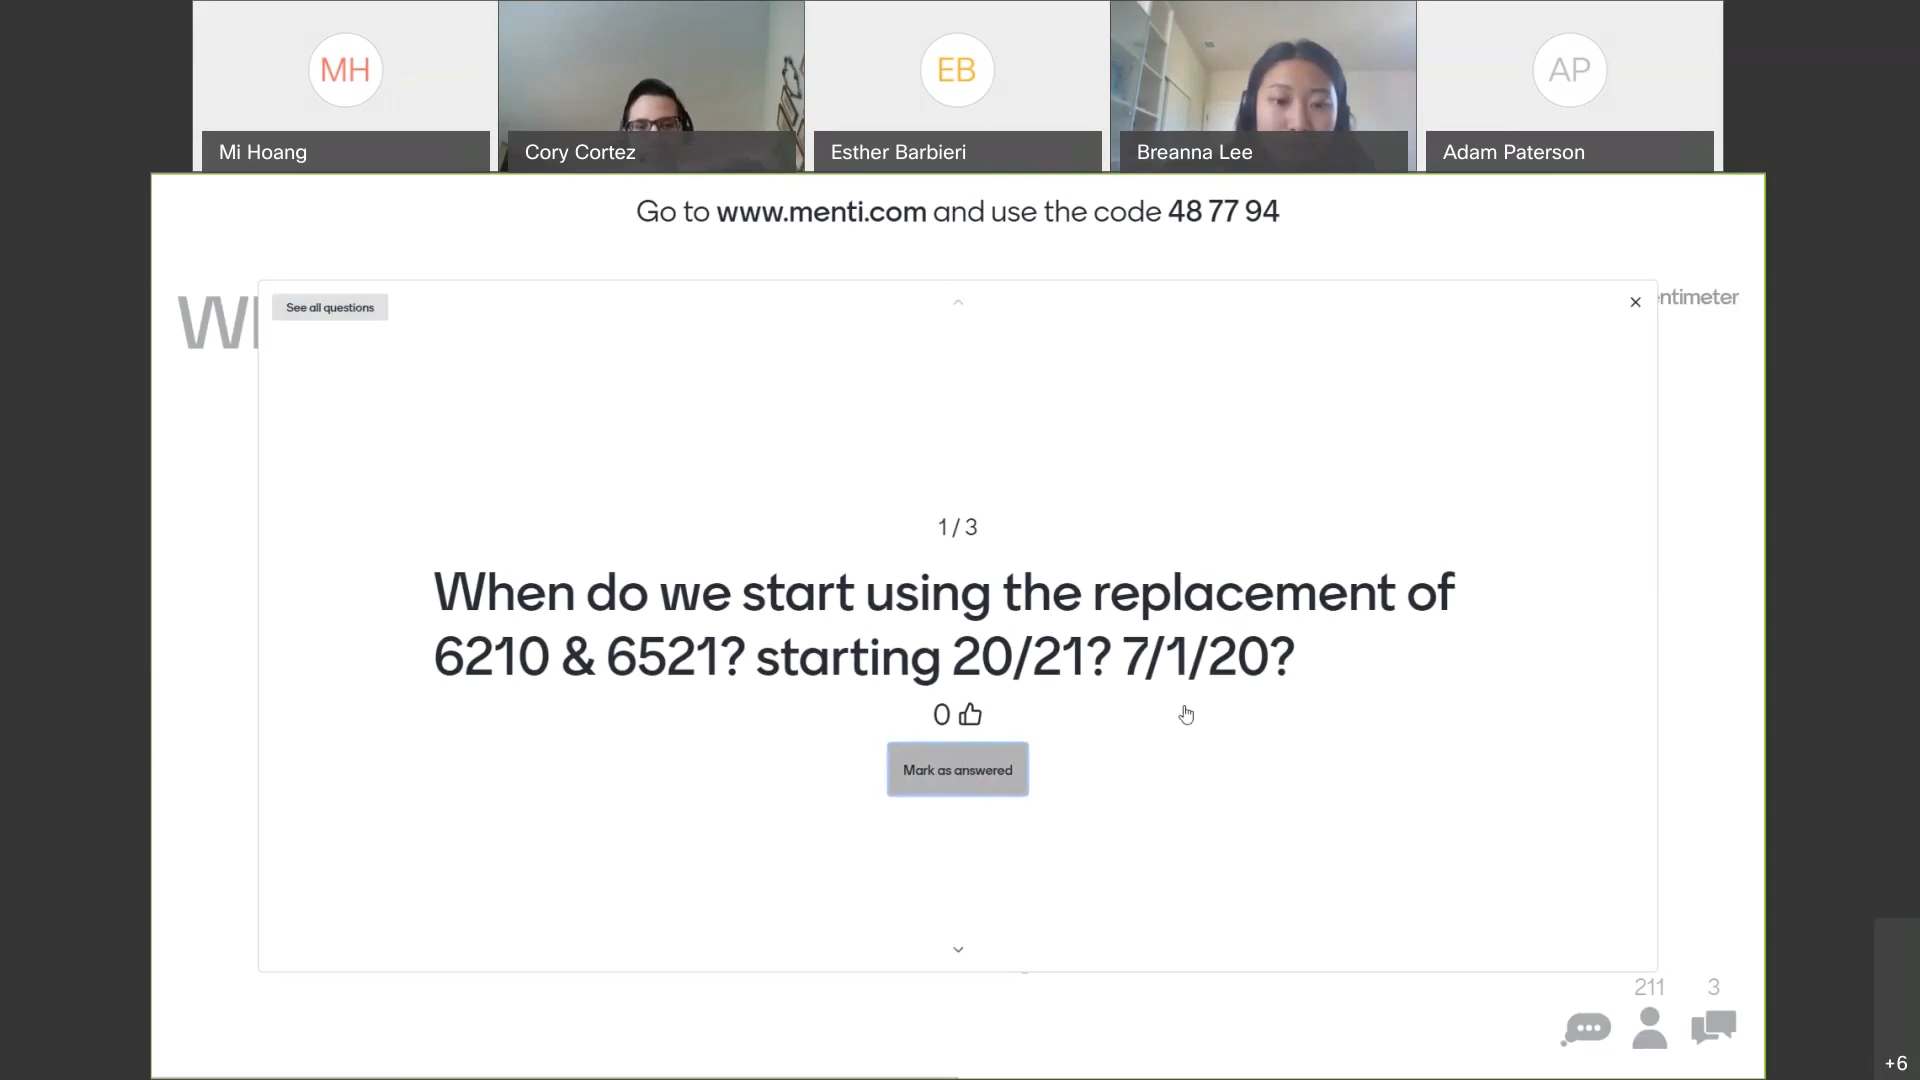 MH
EB
AP
Mi Hoang
Cory Cortez
Esther Barbieri
Breanna Lee
Adam Paterson
Go to www.menti.com and use the code 48 77 94
See all questions
ntimeter
1 / 3
When do we start using the replacement of
6210 & 6521? starting 20/21? 7/1/20?
0
Mark as answered
211
3
+6